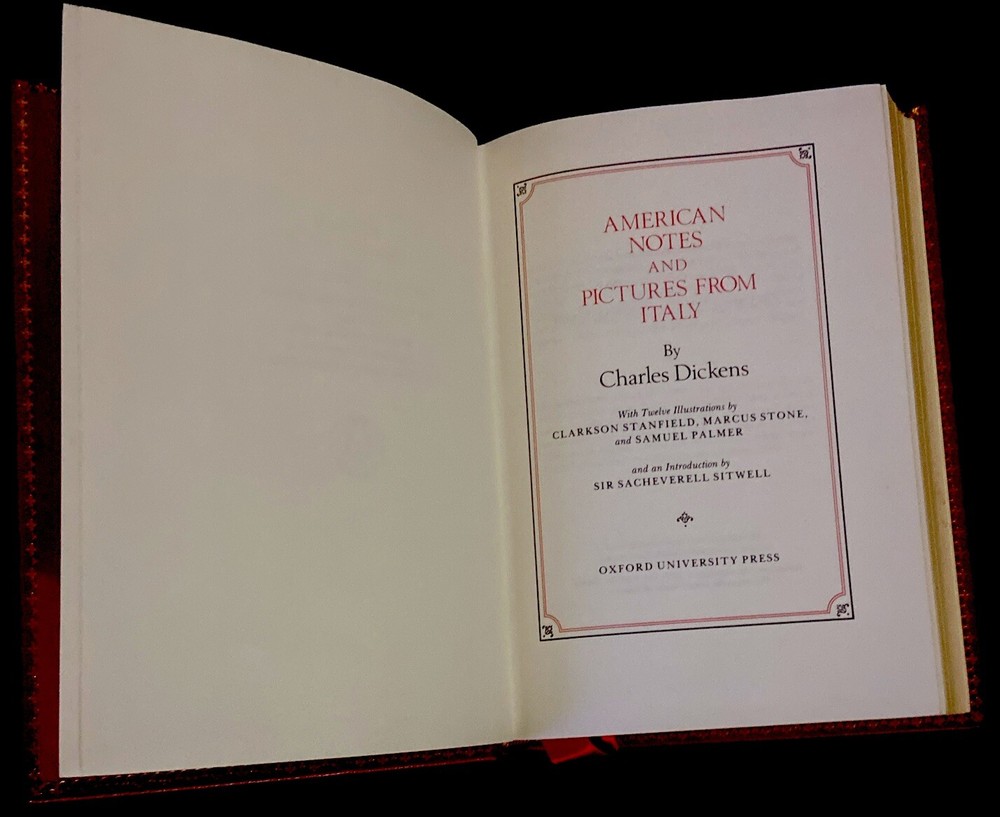 AMERICAN
NOTES
AND
PICTURES FROM
ITALY
By
Charles Dickens
With Twelve Illustrations by
CLARKSON STANFIELD, MARCUS STONE,
and SAMUEL PALMER
and an Introduction by
SIR SACHEVERELL SITWELL
OXFORD UNIVERSITY PRESS